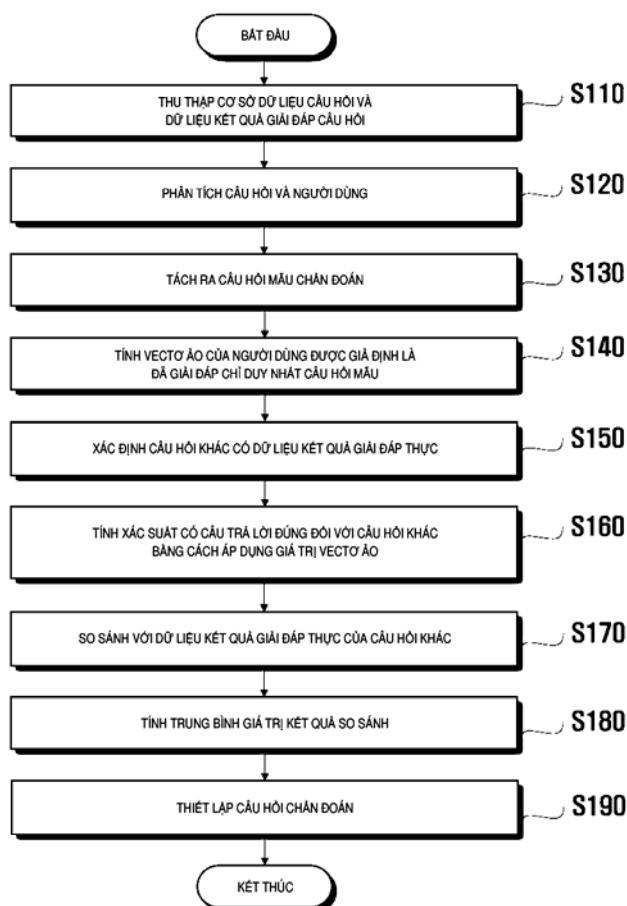 BẮT ĐẦU
THU THẬP CƠ SỞ DỮ LIỆU CÂU HỎI VÀ
DỮ LIỆU KẾT QUẢ GIẢI ĐÁP CÂU HỎI
S110
PHÂN TÍCH CÂU HỎI VÀ NGƯỜI DÙNG
S120
TÁCH RA CÂU HỎI MẪU CHẨN ĐOÁN
S130
TÍNH VECTƠ ẢO CỦA NGƯỜI DÙNG ĐƯỢC GIẢ ĐỊNH LÀ
ĐÃ GIẢI ĐÁP CHỈ DUY NHẤT CÂU HỎI MẪU
S140
XÁC ĐỊNH CÂU HỎI KHÁC CÓ DỮ LIỆU KẾT QUẢ GIẢI ĐÁP THỰC
S150
TÍNH XÁC SUẤT CÓ CÂU TRẢ LỜI ĐÚNG ĐỐI VỚI CÂU HỎI KHÁC
BẰNG CÁCH ÁP DỤNG GIÁ TRỊ VECTƠ ẢO
S160
SO SÁNH VỚI DỮ LIỆU KẾT QUẢ GIẢI ĐÁP THỰC CỦA CÂU HỎI KHÁC
S170
TÍNH TRUNG BÌNH GIÁ TRỊ KẾT QUẢ SO SÁNH
S180
THIẾT LẬP CÂU HỎI CHẨN ĐOÁN
S190
KẾT THÚC